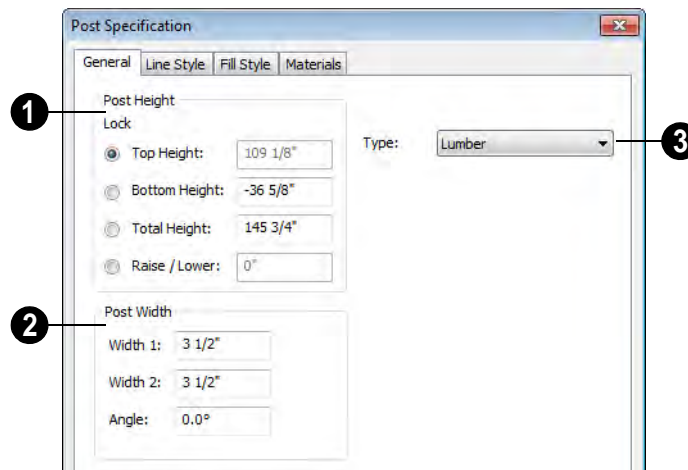 Post Specification
General Line Style Fill Style Materials
1
Post Height
Lock
Top Height: 109 1/8"
Bottom Height: -36 5/8"
Total Height: 145 3/4"
Raise / Lower: 0"
Type: Lumber
3
2
Post Width
Width 1: 3 1/2"
Width 2: 3 1/2"
Angle: 0.0°